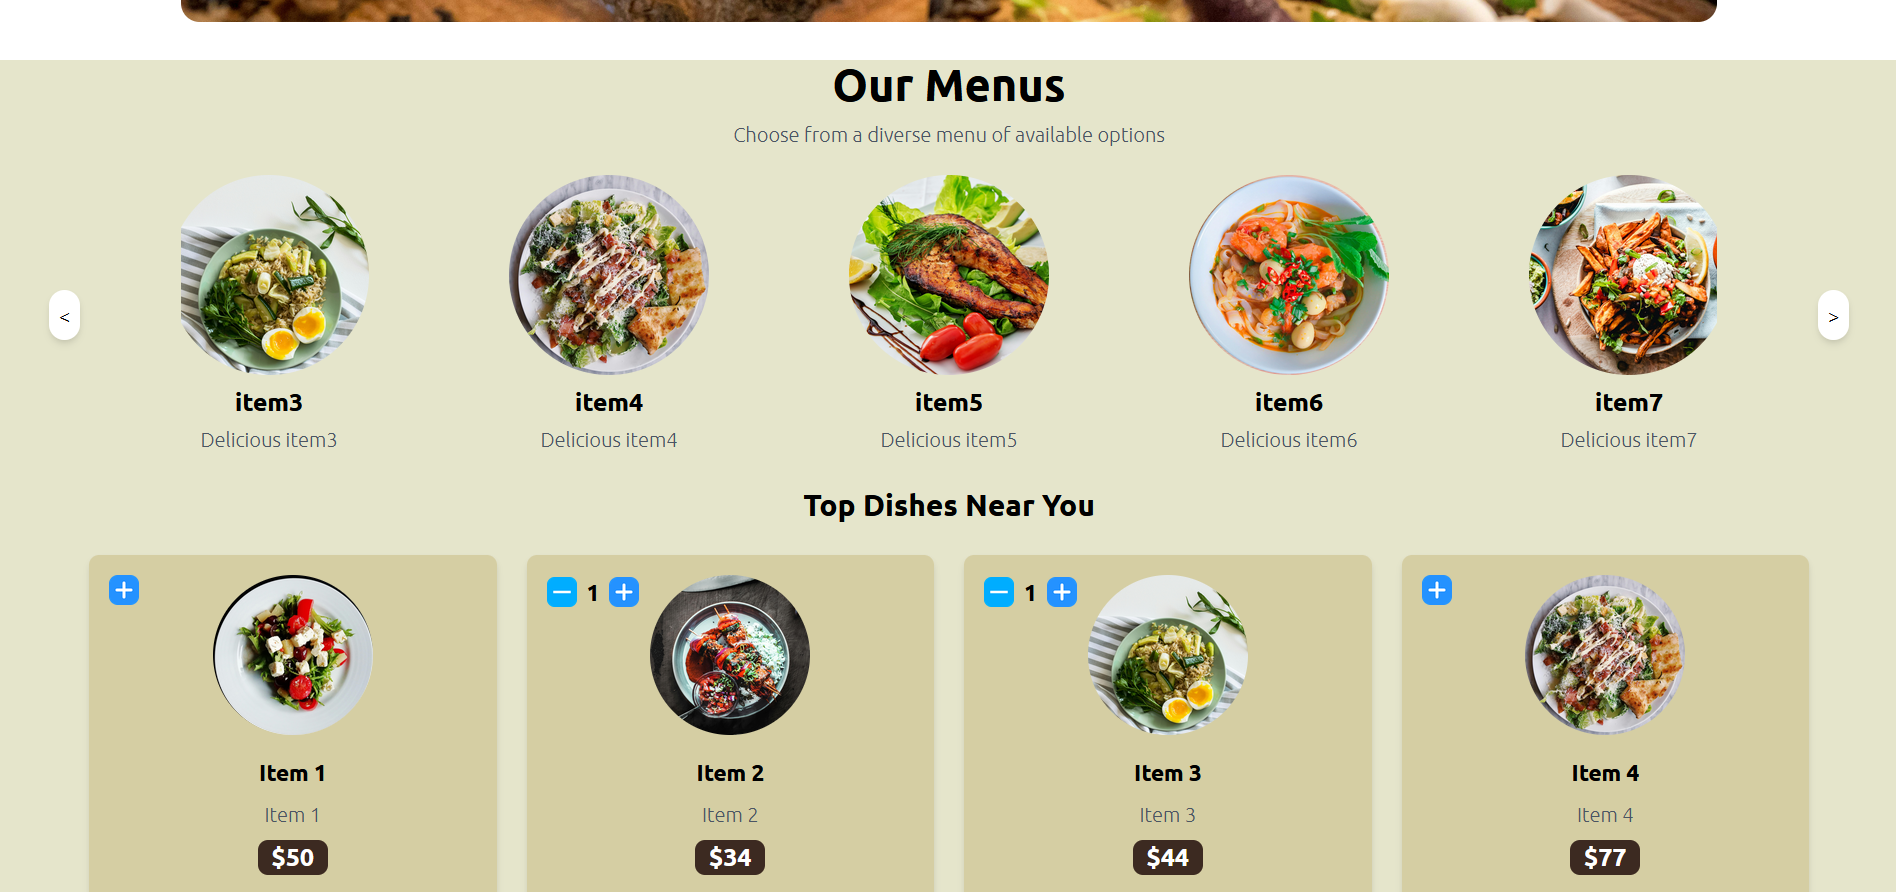 Our Menus
Choose from a diverse menu of available options
<
>
item3
Delicious item3
item4
Delicious item4
item5
Delicious item5
item6
Delicious item6
item7
Delicious item7
Top Dishes Near You
+
Item 1
Item 1
$50
− 1 +
Item 2
Item 2
$34
− 1 +
Item 3
Item 3
$44
+
Item 4
Item 4
$77